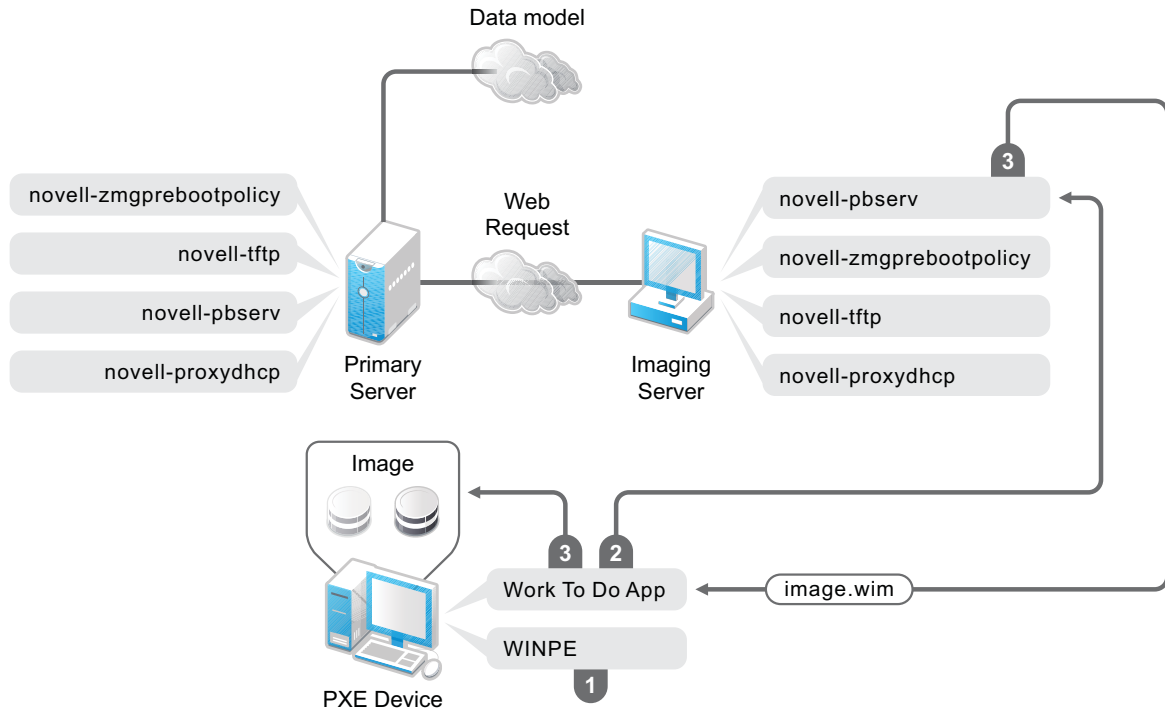 Data model
3
novell-zmgprebootpolicy
novell-tftp
novell-pbserv
novell-proxydhcp
Primary
Server
Web
Request
Imaging
Server
novell-pbserv
novell-zmgprebootpolicy
novell-tftp
novell-proxydhcp
Image
3
2
Work To Do App
image.wim
WINPE
1
PXE Device